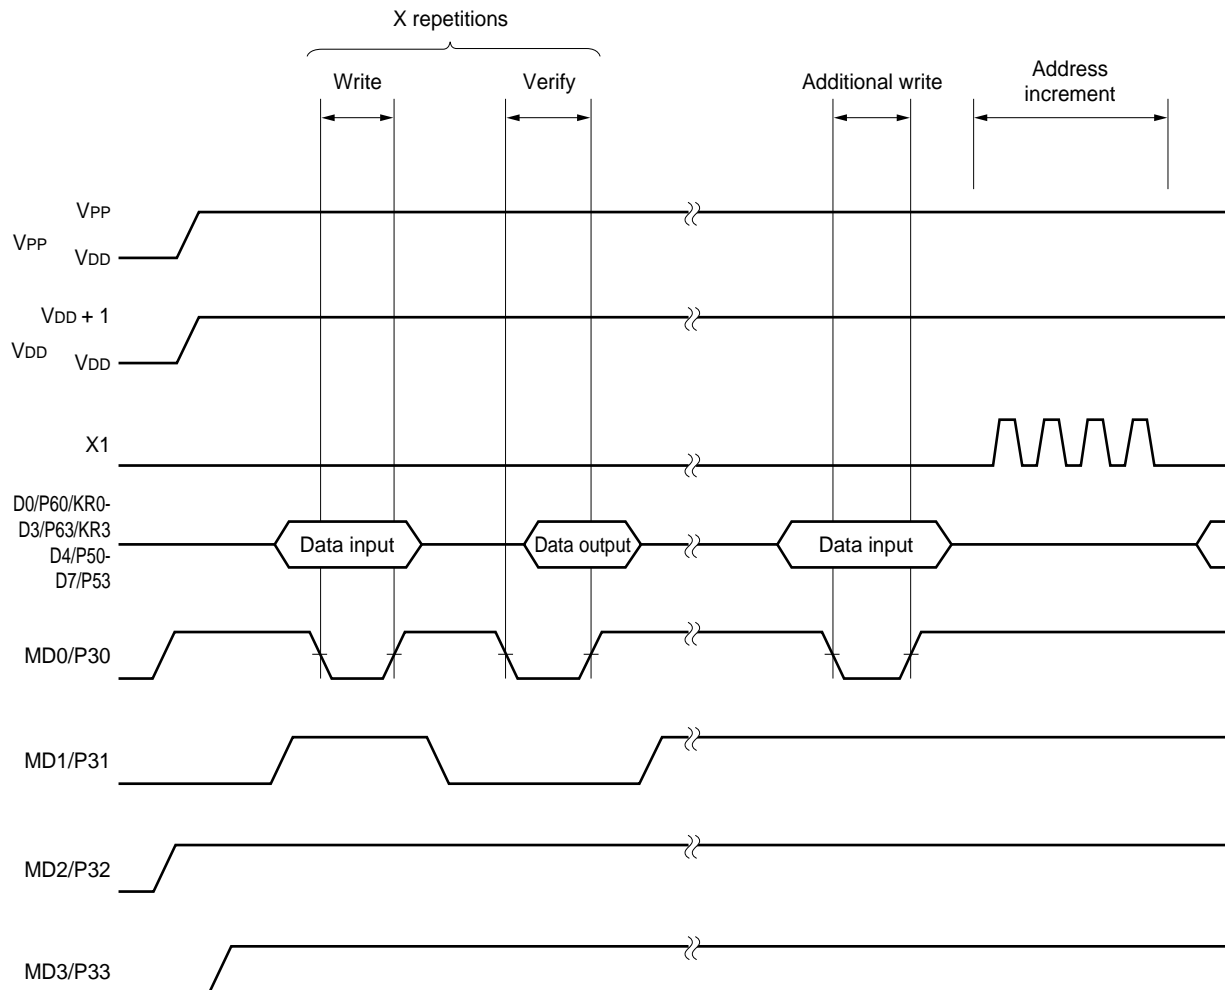 X repetitions
Write
Verify
Additional write
Address
increment
VPP
VPP
VDD
VDD + 1
VDD
VDD
X1
D0/P60/KR0-
D3/P63/KR3
D4/P50-
D7/P53
Data input
Data output
Data input
MD0/P30
MD1/P31
MD2/P32
MD3/P33